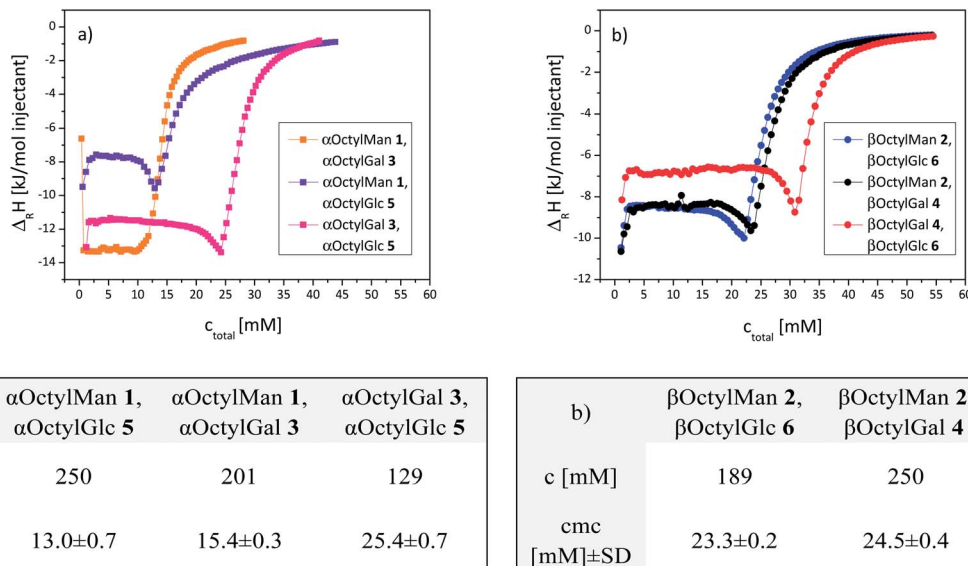 a)
0
-2
-4
-6
-8
-10
-12
-14
Δ_R H [kJ/mol injectant]
0 5 10 15 20 25 30 35 40 45 50 55 60
c_total [mM]
αOctylMan 1,
αOctylGal 3
αOctylMan 1,
αOctylGlc 5
αOctylGal 3,
αOctylGlc 5
b)
0
-2
-4
-6
-8
-10
-12
Δ_R H [kJ/mol injectant]
0 5 10 15 20 25 30 35 40 45 50 55 60
c_total [mM]
βOctylMan 2,
βOctylGlc 6
βOctylMan 2,
βOctylGal 4
βOctylGal 4,
βOctylGlc 6
αOctylMan 1, αOctylMan 1, αOctylGal 3,
αOctylGlc 5 αOctylGal 3 αOctylGlc 5
250 201 129
13.0±0.7 15.4±0.3 25.4±0.7
b) βOctylMan 2, βOctylMan 2
βOctylGlc 6 βOctylGal 4
c [mM] 189 250
cmc
[mM]±SD 23.3±0.2 24.5±0.4